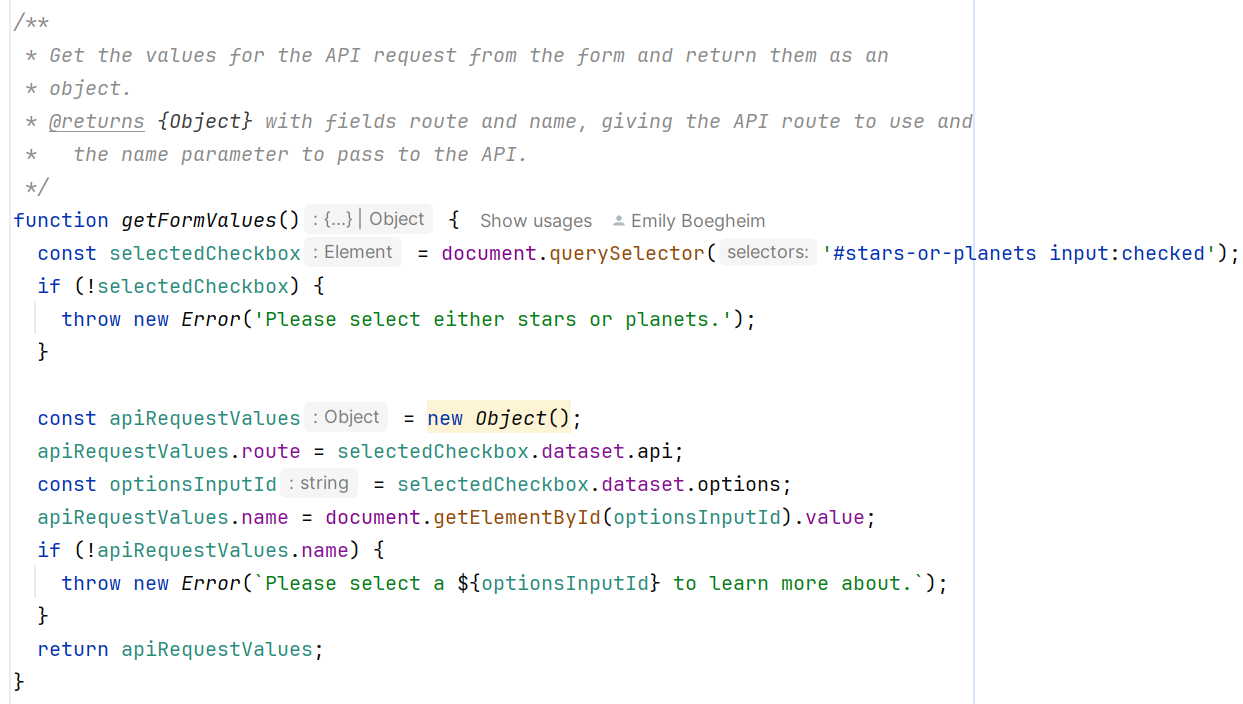 /**
 * Get the values for the API request from the form and return them as an
 * object.
 * @returns {Object} with fields route and name, giving the API route to use and
 *   the name parameter to pass to the API.
 */
function getFormValues() : {...} | Object { Show usages Emily Boegheim
  const selectedCheckbox : Element = document.querySelector( selectors: '#stars-or-planets input:checked');
  if (!selectedCheckbox) {
    throw new Error('Please select either stars or planets.');
  }

  const apiRequestValues : Object = new Object();
  apiRequestValues.route = selectedCheckbox.dataset.api;
  const optionsInputId : string = selectedCheckbox.dataset.options;
  apiRequestValues.name = document.getElementById(optionsInputId).value;
  if (!apiRequestValues.name) {
    throw new Error(`Please select a ${optionsInputId} to learn more about.`);
  }
  return apiRequestValues;
}